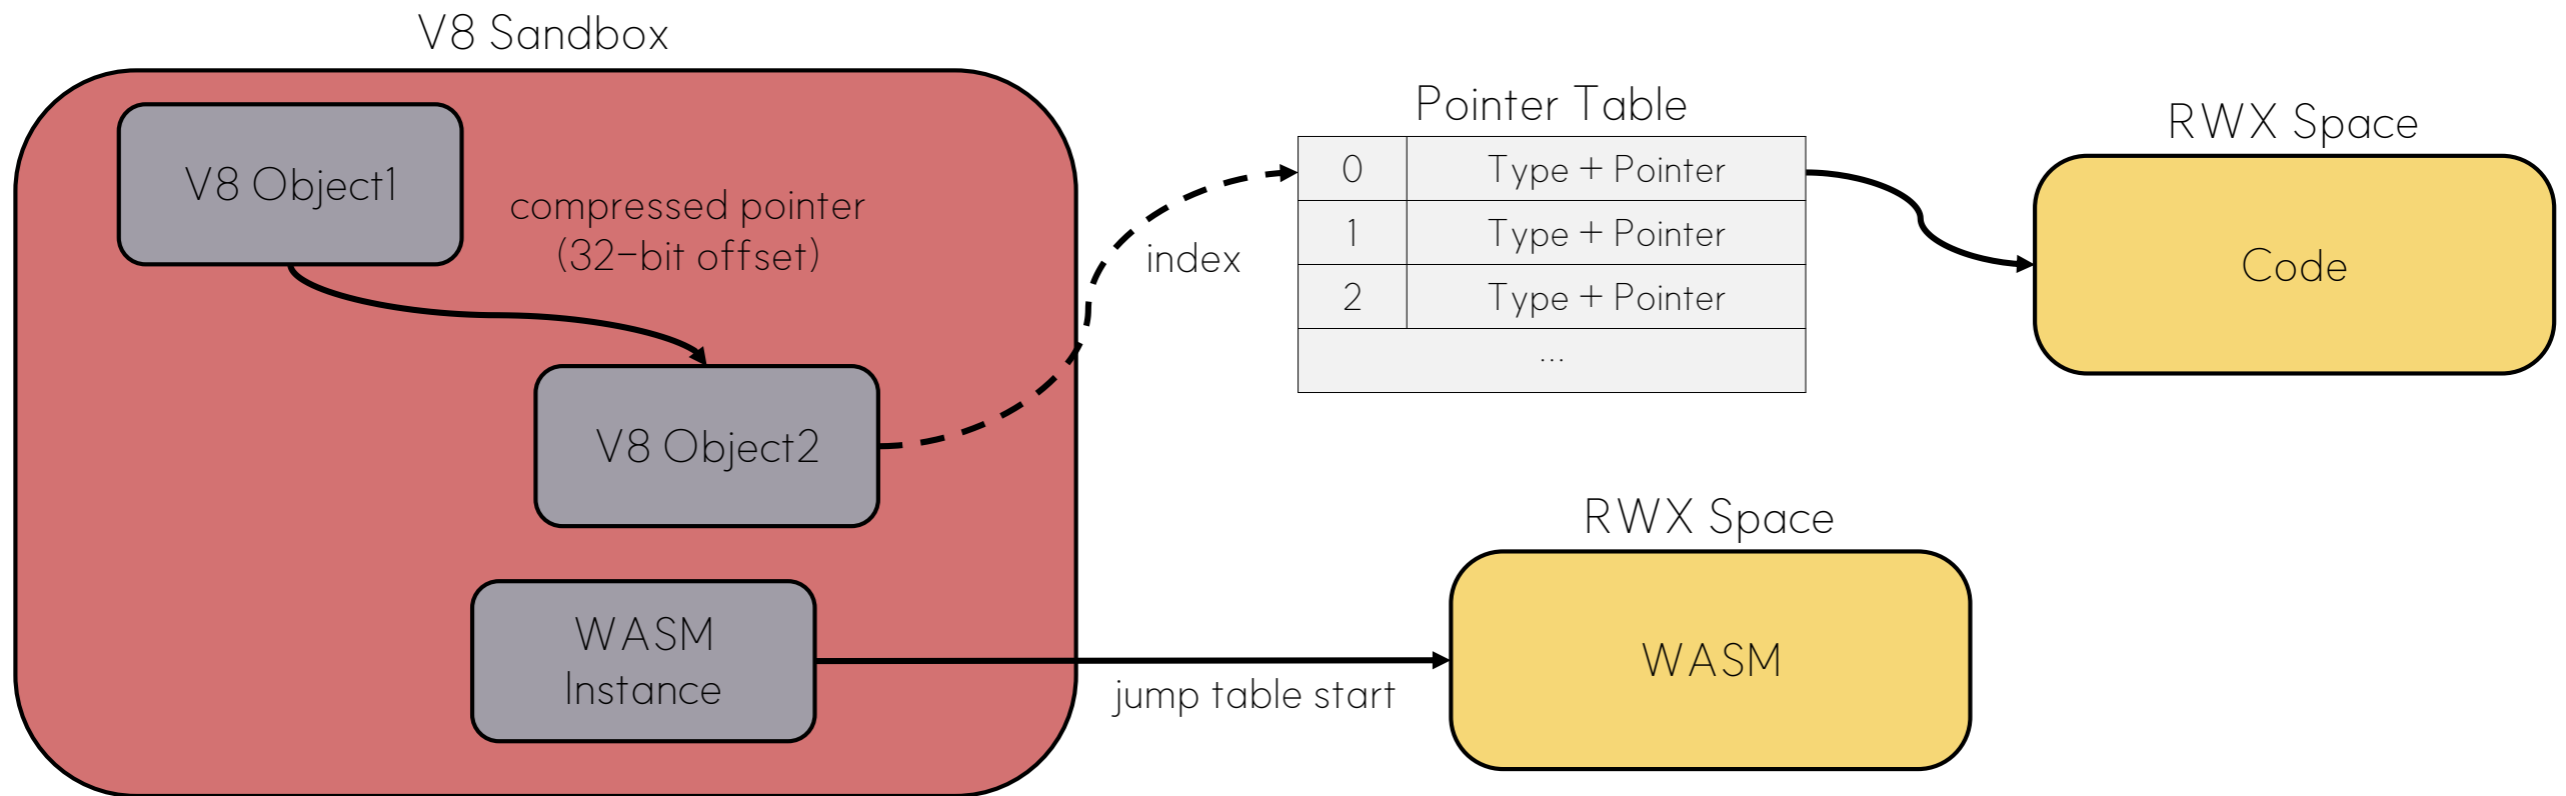 V8 Sandbox
V8 Object1
compressed pointer
(32-bit offset)
V8 Object2
WASM
Instance
index
jump table start
Pointer Table
0 Type + Pointer
1 Type + Pointer
2 Type + Pointer
...
RWX Space
Code
RWX Space
WASM